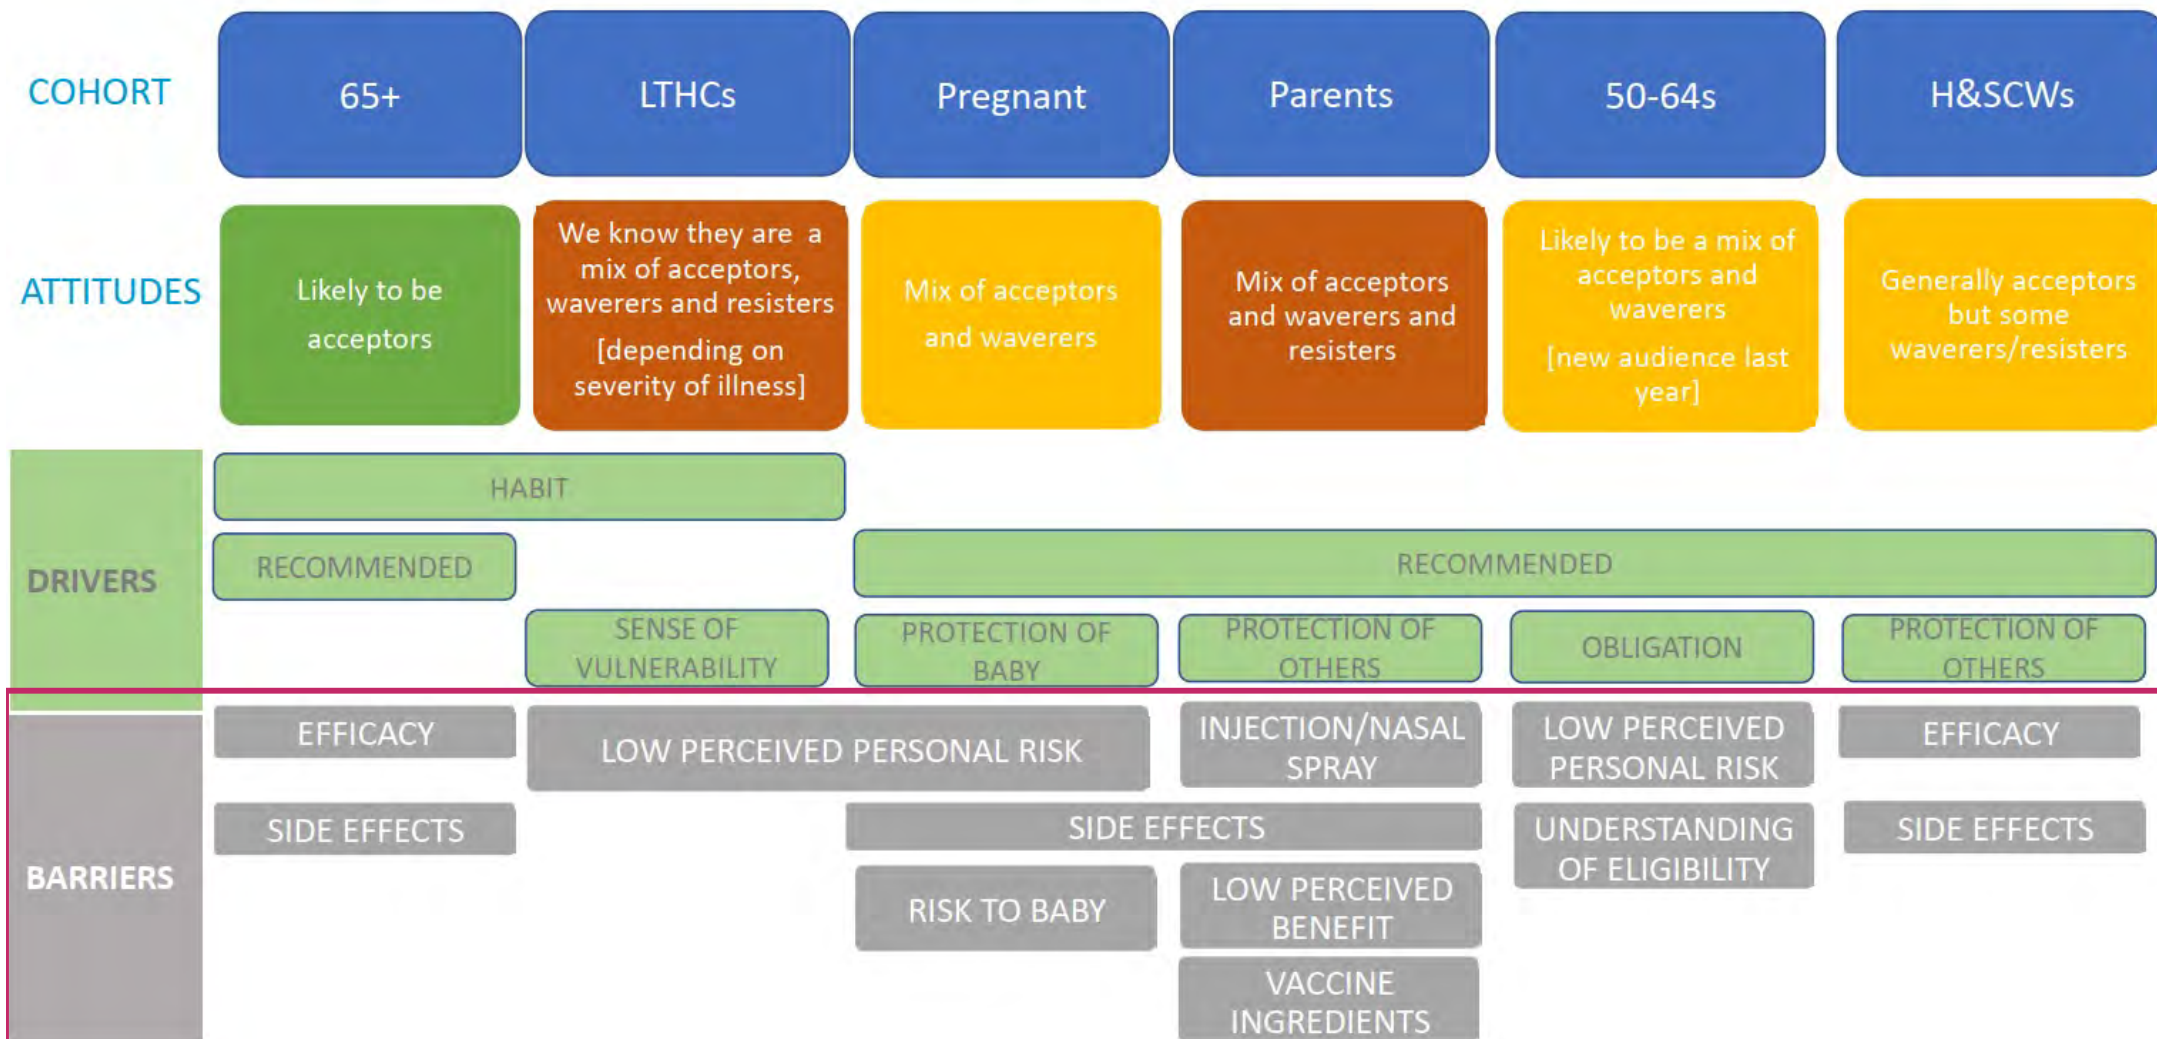 COHORT
65+
LTHCs
Pregnant
Parents
50-64s
H&SCWs
ATTITUDES
Likely to be
acceptors
We know they are a
mix of acceptors,
waverers and resisters
[depending on
severity of illness]
Mix of acceptors
and waverers
Mix of acceptors
and waverers and
resisters
Likely to be a mix of
acceptors and
waverers
[new audience last
year]
Generally acceptors
but some
waverers/resisters
DRIVERS
HABIT
RECOMMENDED
RECOMMENDED
SENSE OF
VULNERABILITY
PROTECTION OF
BABY
PROTECTION OF
OTHERS
OBLIGATION
PROTECTION OF
OTHERS
BARRIERS
EFFICACY
LOW PERCEIVED PERSONAL RISK
INJECTION/NASAL
SPRAY
LOW PERCEIVED
PERSONAL RISK
EFFICACY
SIDE EFFECTS
SIDE EFFECTS
UNDERSTANDING
OF ELIGIBILITY
SIDE EFFECTS
RISK TO BABY
LOW PERCEIVED
BENEFIT
VACCINE
INGREDIENTS